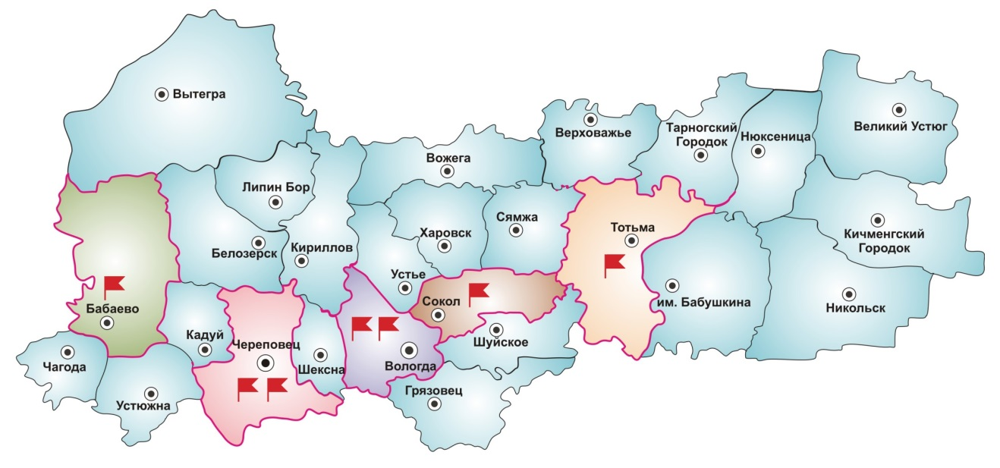 Вытегра
Великий Устюг
Верховажье
Тарногский
Городок
Нюксеница
Вожега
Липин Бор
Сямжа
Тотьма
Харовск
Кичменгский
Городок
Белозерск
Кириллов
Устье
Сокол
им. Бабушкина
Никольск
Бабаево
Кадуй
Череповец
Шуйское
Чагода
Шексна
Вологда
Грязовец
Устюжна